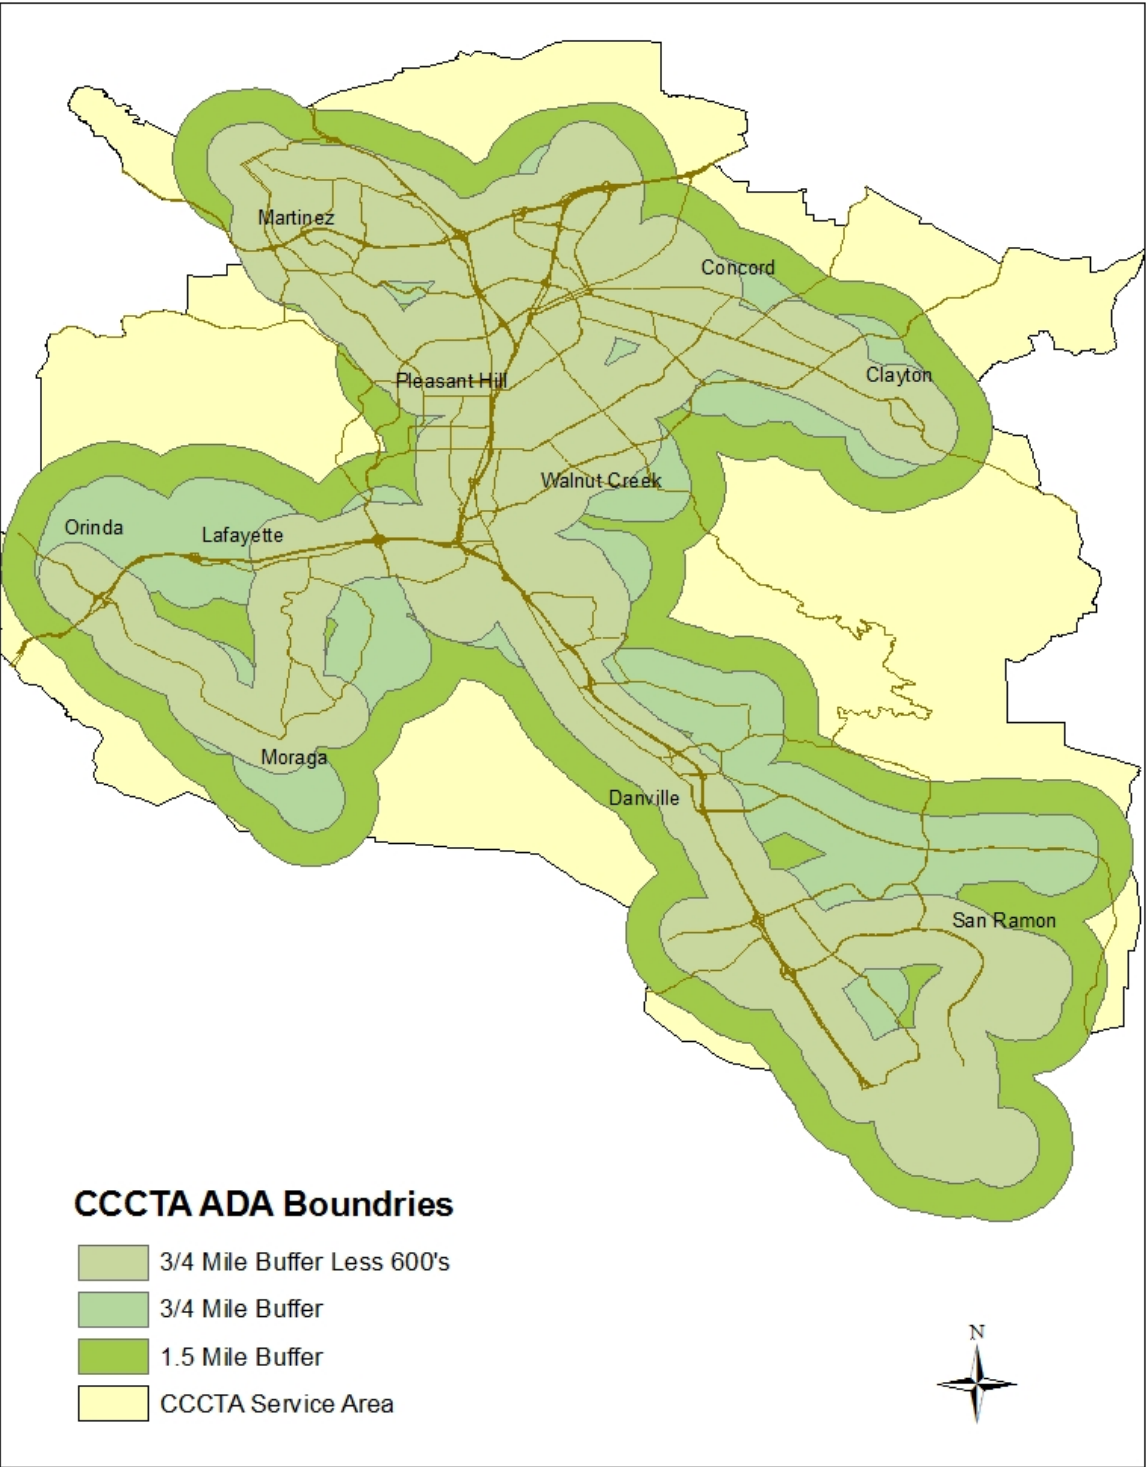 Martinez
Concord
Clayton
Pleasant Hill
Walnut Creek
Orinda
Lafayette
Moraga
Danville
San Ramon
CCCTA ADA Boundries
3/4 Mile Buffer Less 600's
3/4 Mile Buffer
1.5 Mile Buffer
CCCTA Service Area
N